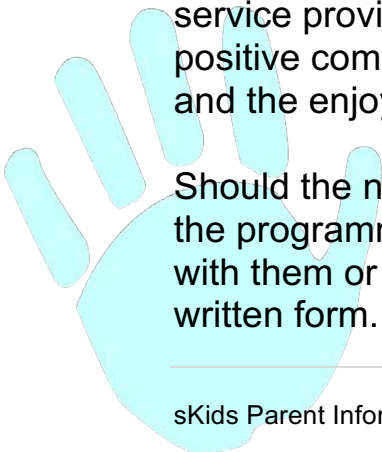 service provi
positive com
and the enjoy
Should the n
the programm
with them or
written form.
sKids Parent Infor